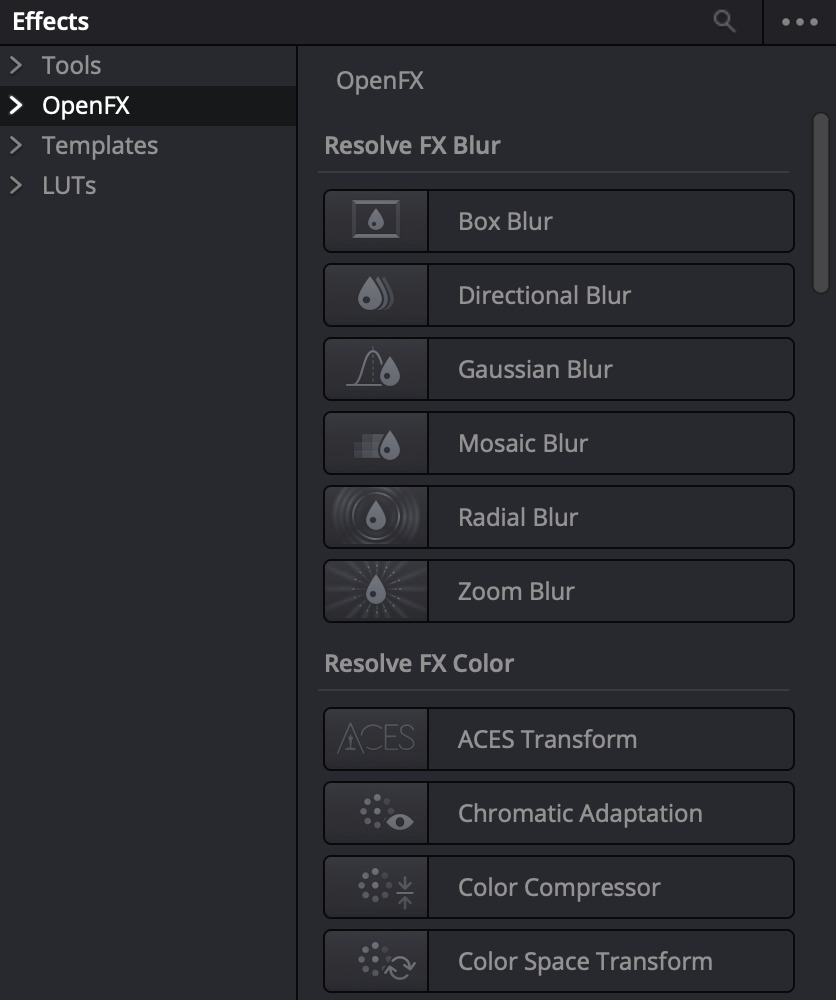 Effects
Tools
OpenFX
Templates
LUTs
OpenFX
Resolve FX Blur
Box Blur
Directional Blur
Gaussian Blur
Mosaic Blur
Radial Blur
Zoom Blur
Resolve FX Color
ACES
ACES Transform
Chromatic Adaptation
Color Compressor
Color Space Transform